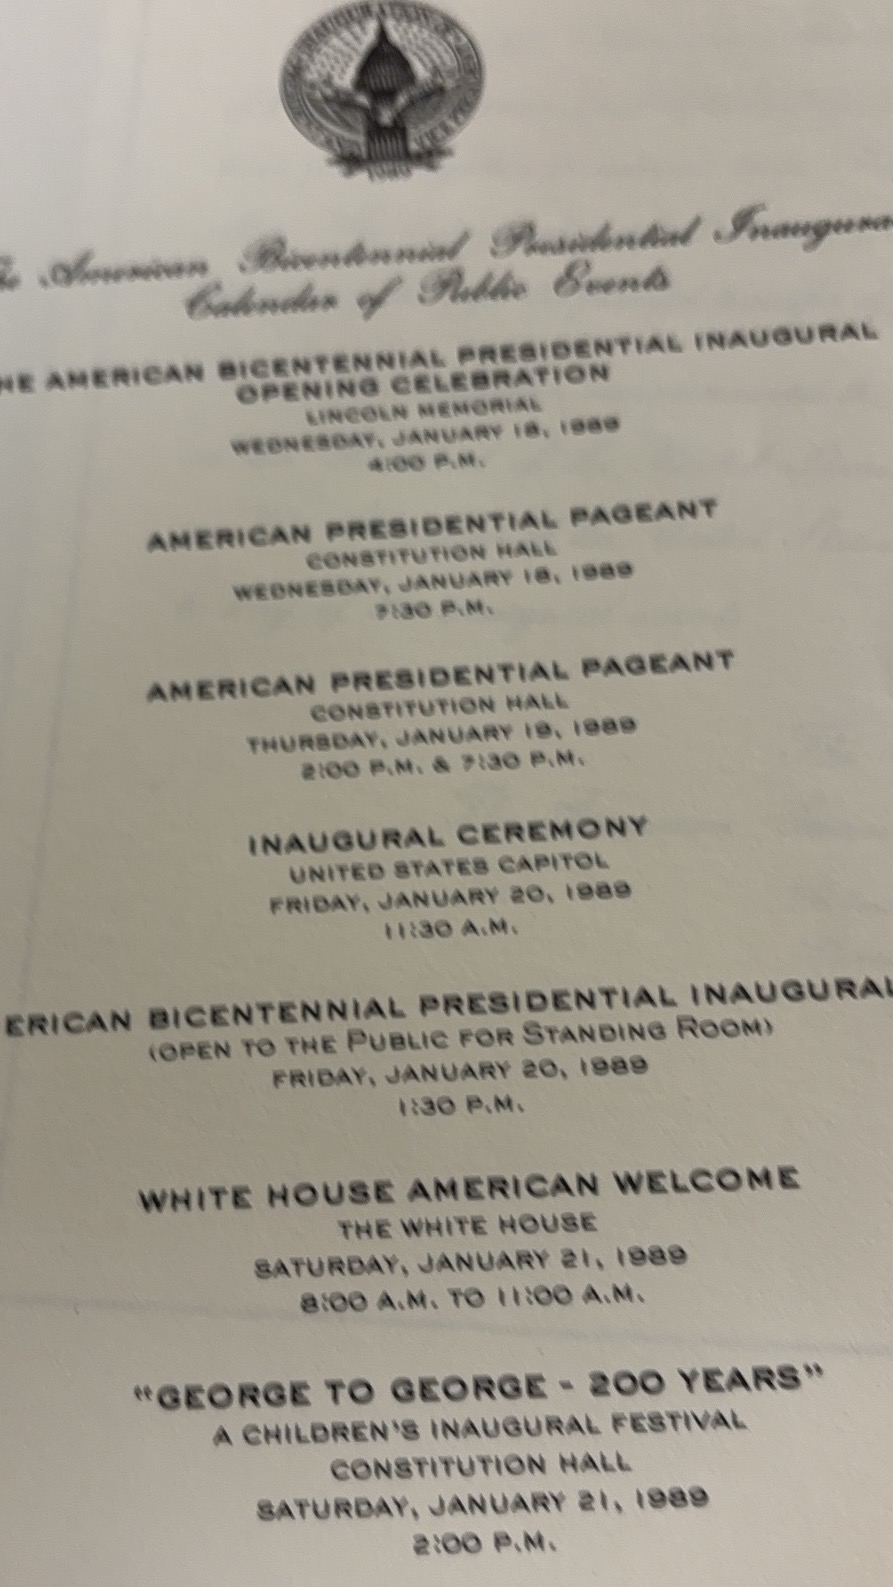 1989
American Bicentennial Presidential
Calendar of Public Events
AMERICAN BICENTENNIAL PRESIDENTIAL INAUGURAL
OPENING CELEBRATION
LINCOLN MEMORIAL
WEDNESDAY, JANUARY 18, 1989
4:00 P.M.
AMERICAN PRESIDENTIAL PAGEANT
CONSTITUTION HALL
WEDNESDAY, JANUARY 18, 1989
7:30 P.M.
AMERICAN PRESIDENTIAL PAGEANT
CONSTITUTION HALL
THURSDAY, JANUARY 19, 1989
2:00 P.M. & 7:30 P.M.
INAUGURAL CEREMONY
UNITED STATES CAPITOL
FRIDAY, JANUARY 20, 1989
11:30 A.M.
ERICAN BICENTENNIAL PRESIDENTIAL INAUGURAL
(OPEN TO THE PUBLIC FOR STANDING ROOM)
FRIDAY, JANUARY 20, 1989
1:30 P.M.
WHITE HOUSE AMERICAN WELCOME
THE WHITE HOUSE
SATURDAY, JANUARY 21, 1989
8:00 A.M. TO 11:00 A.M.
"GEORGE TO GEORGE - 200 YEARS"
A CHILDREN'S INAUGURAL FESTIVAL
CONSTITUTION HALL
SATURDAY, JANUARY 21, 1989
2:00 P.M.